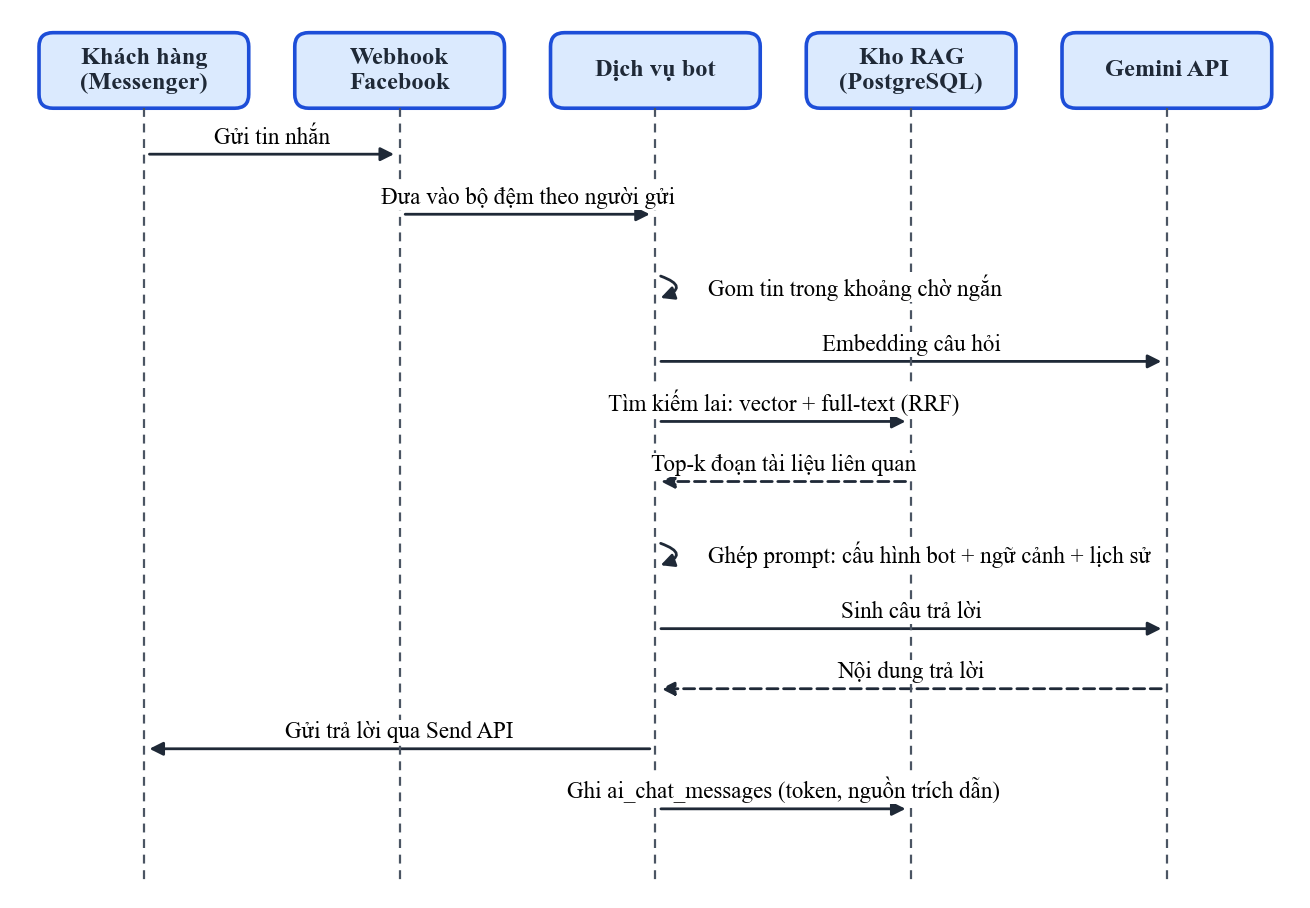 Khách hàng
(Messenger)
Webhook
Facebook
Dịch vụ bot
Kho RAG
(PostgreSQL)
Gemini API
Gửi tin nhắn
Đưa vào bộ đệm theo người gửi
Gom tin trong khoảng chờ ngắn
Embedding câu hỏi
Tìm kiếm lai: vector + full-text (RRF)
Top-k đoạn tài liệu liên quan
Ghép prompt: cấu hình bot + ngữ cảnh + lịch sử
Sinh câu trả lời
Nội dung trả lời
Gửi trả lời qua Send API
Ghi ai_chat_messages (token, nguồn trích dẫn)